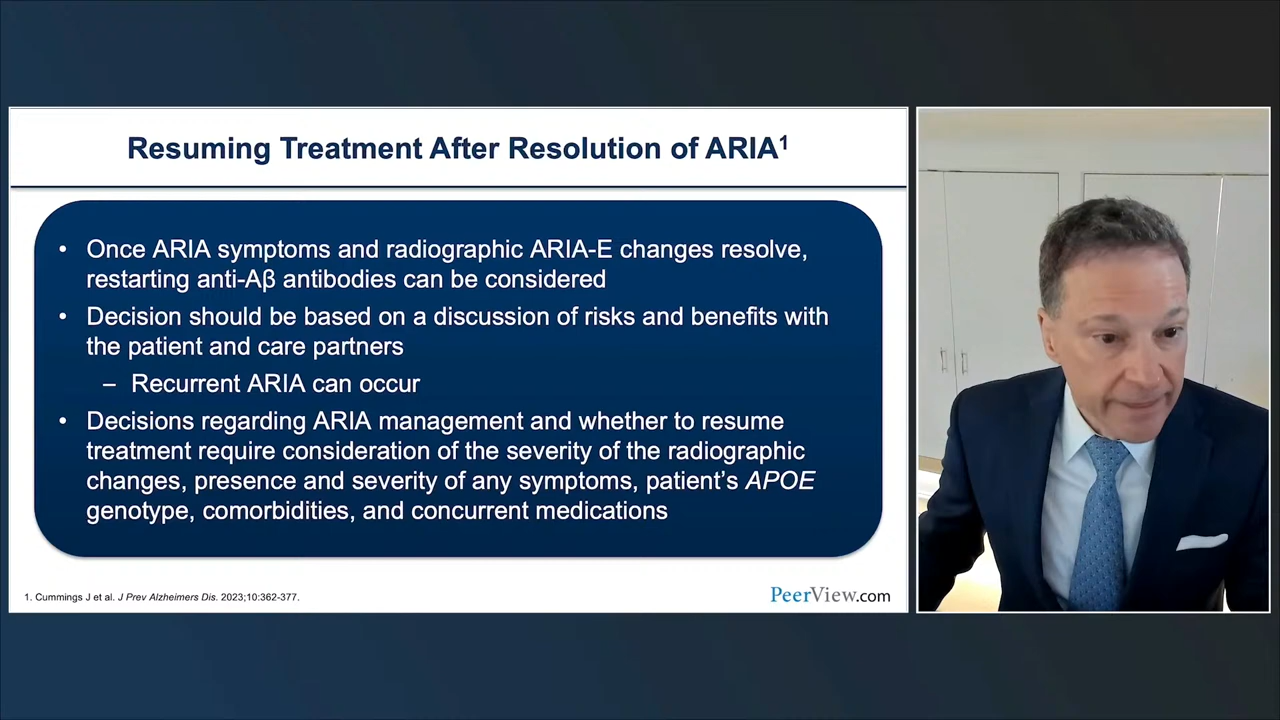 Resuming Treatment After Resolution of ARIA¹
• Once ARIA symptoms and radiographic ARIA-E changes resolve,
restarting anti-Aβ antibodies can be considered
• Decision should be based on a discussion of risks and benefits with
the patient and care partners
– Recurrent ARIA can occur
• Decisions regarding ARIA management and whether to resume
treatment require consideration of the severity of the radiographic
changes, presence and severity of any symptoms, patient's APOE
genotype, comorbidities, and concurrent medications
1. Cummings J et al. J Prev Alzheimers Dis. 2023;10:362-377.
PeerView.com